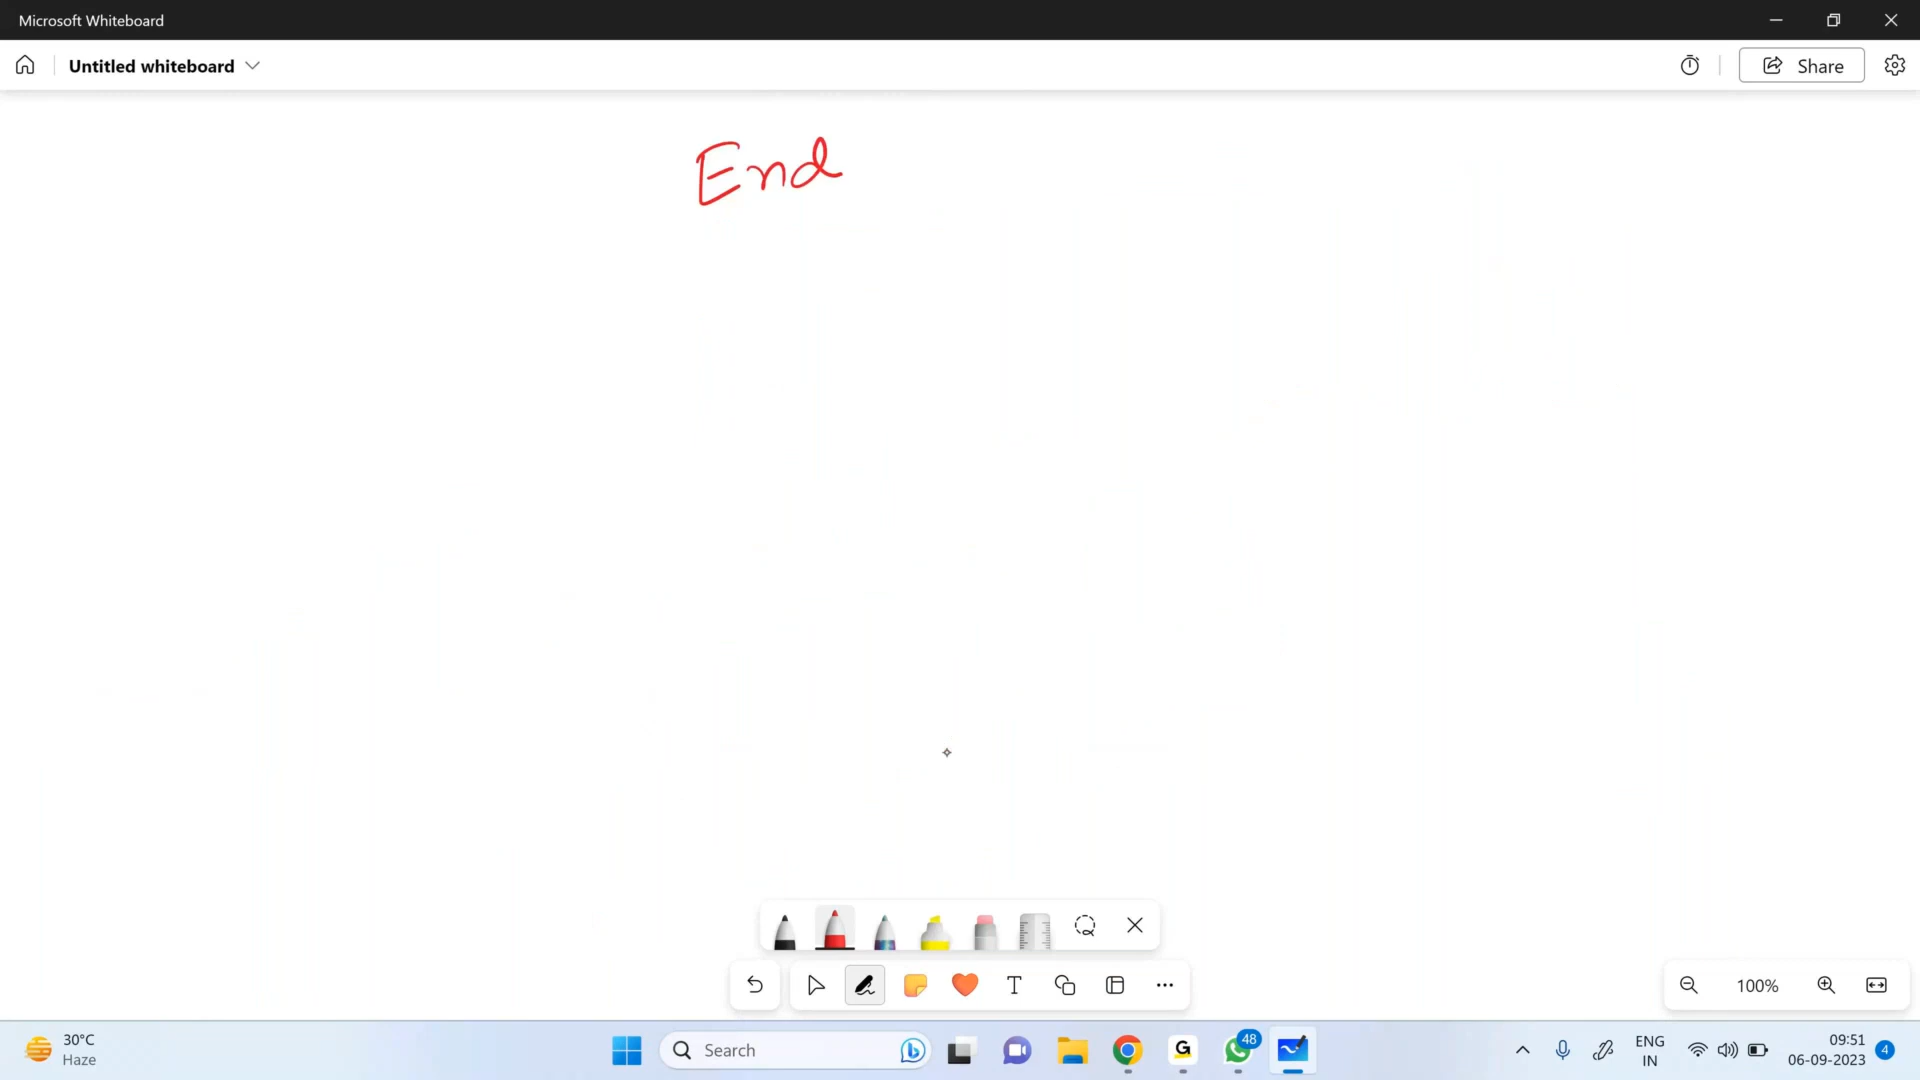 Microsoft Whiteboard
Untitled whiteboard
Share
End
100%
30°C
Haze
Search
48
ENG
IN
09:51
06-09-2023
4